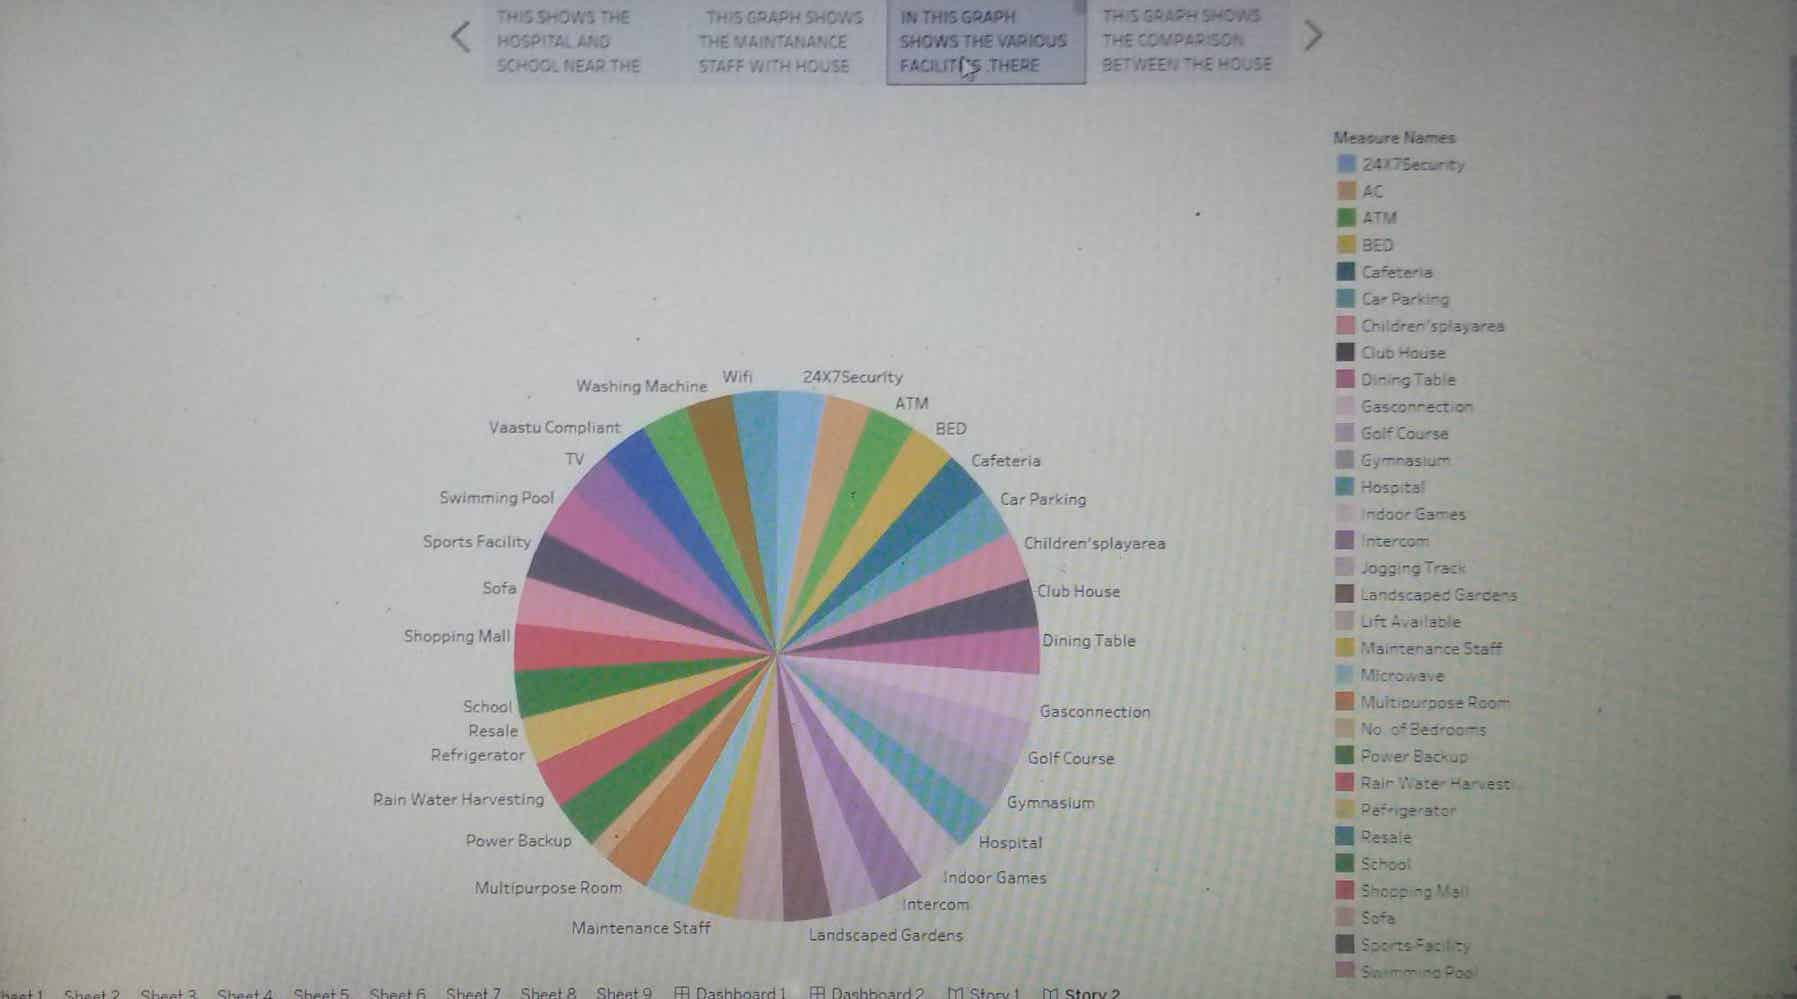 THIS SHOWS THE
HOSPITAL AND
SCHOOL NEAR THE
THIS GRAPH SHOWS
THE MAINTANANCE
STAFF WITH HOUSE
IN THIS GRAPH
SHOWS THE VARIOUS
THERE
THIS GRAPH SHOWS
THE COMPARISON
BETWEEN THE HOUSE
Wifi
24X7Security
Washing Machine
ATM
Vaastu Compliant
BED
TV
Cafeteria
Swimming Pool
Car Parking
Sports Facility
Children'splayarea
Sofa
Club House
Shopping Mall
Dining Table
School
Gasconnection
Resale
Refrigerator
Golf Course
Rain Water Harvesting
Gymnasium
Power Backup
Hospital
Multipurpose Room
Indoor Games
Intercom
Maintenance Staff
Landscaped Gardens
Measure Names
24X7Security
AC
ATM
BED
Cafeteria
Car Parking
Children'splayarea
Club House
Dining Table
Gasconnection
Golf Course
Gymnasium
Hospital
Indoor Games
Intercom
Jogging Track
Landscaped Gardens
Lift Available
Maintenance Staff
Microwave
Multipurpose Room
No. of Bedrooms
Power Backup
Rain Water Harvesti..
Refrigerator
Resale
School
Shopping Mall
Sofa
Sports Facility
Swimming Pool
Sheet 2 Sheet 3 Sheet 4 Sheet 5 Sheet 6 Sheet 7 Sheet 8 Sheet 9 Dashboard 1 Dashboard 2 Story 1 Story 2